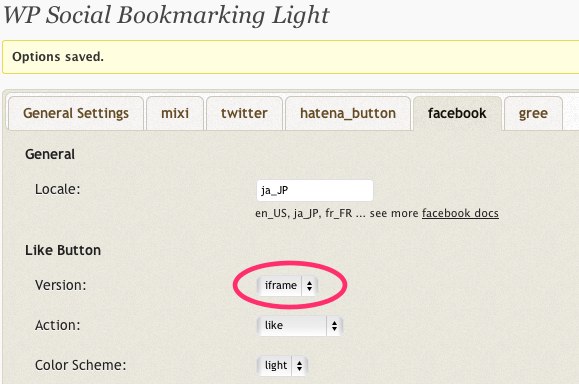 WP Social Bookmarking Light
Options saved.
General Settings mixi twitter hatena_button facebook gree
General
Locale: ja_JP
en_US, ja_JP, fr_FR ... see more facebook docs
Like Button
Version: iframe
Action: like
Color Scheme: light